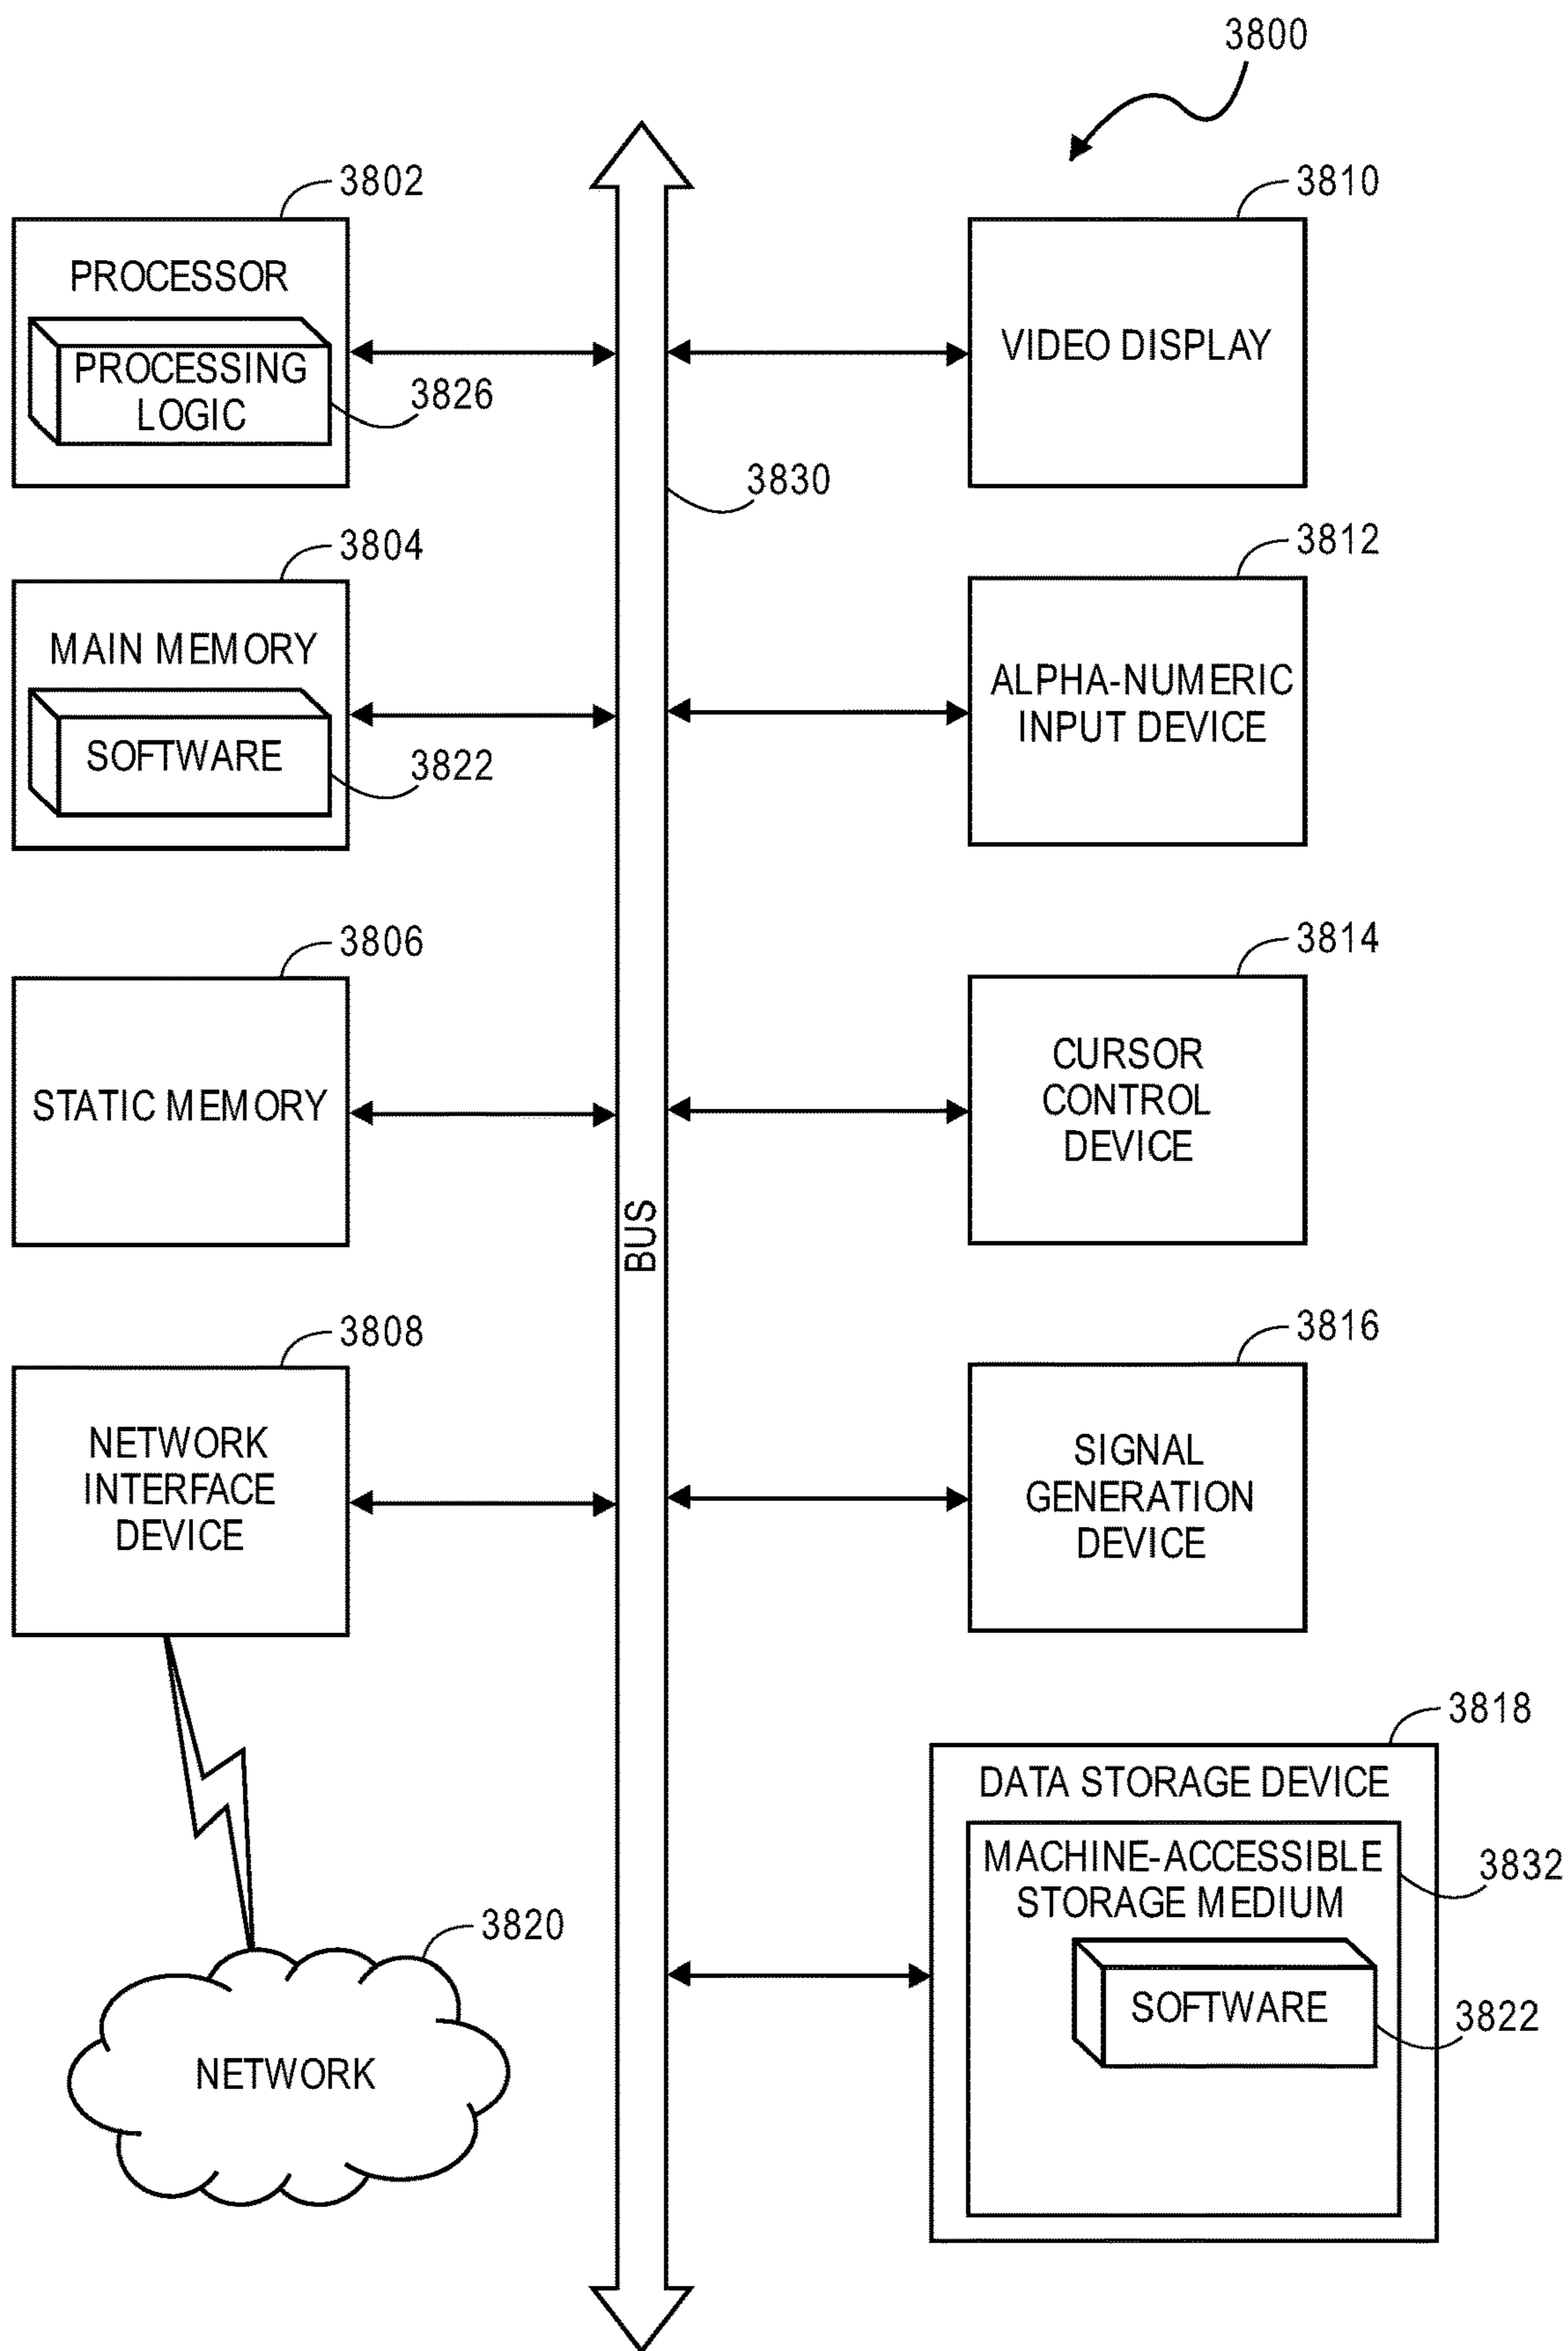 3800
3802
PROCESSOR
PROCESSING
LOGIC
3826
3804
MAIN MEMORY
SOFTWARE
3822
3806
STATIC MEMORY
3808
NETWORK
INTERFACE
DEVICE
3820
NETWORK
3830
BUS
3810
VIDEO DISPLAY
3812
ALPHA-NUMERIC
INPUT DEVICE
3814
CURSOR
CONTROL
DEVICE
3816
SIGNAL
GENERATION
DEVICE
3818
DATA STORAGE DEVICE
MACHINE-ACCESSIBLE
STORAGE MEDIUM
3832
SOFTWARE
3822